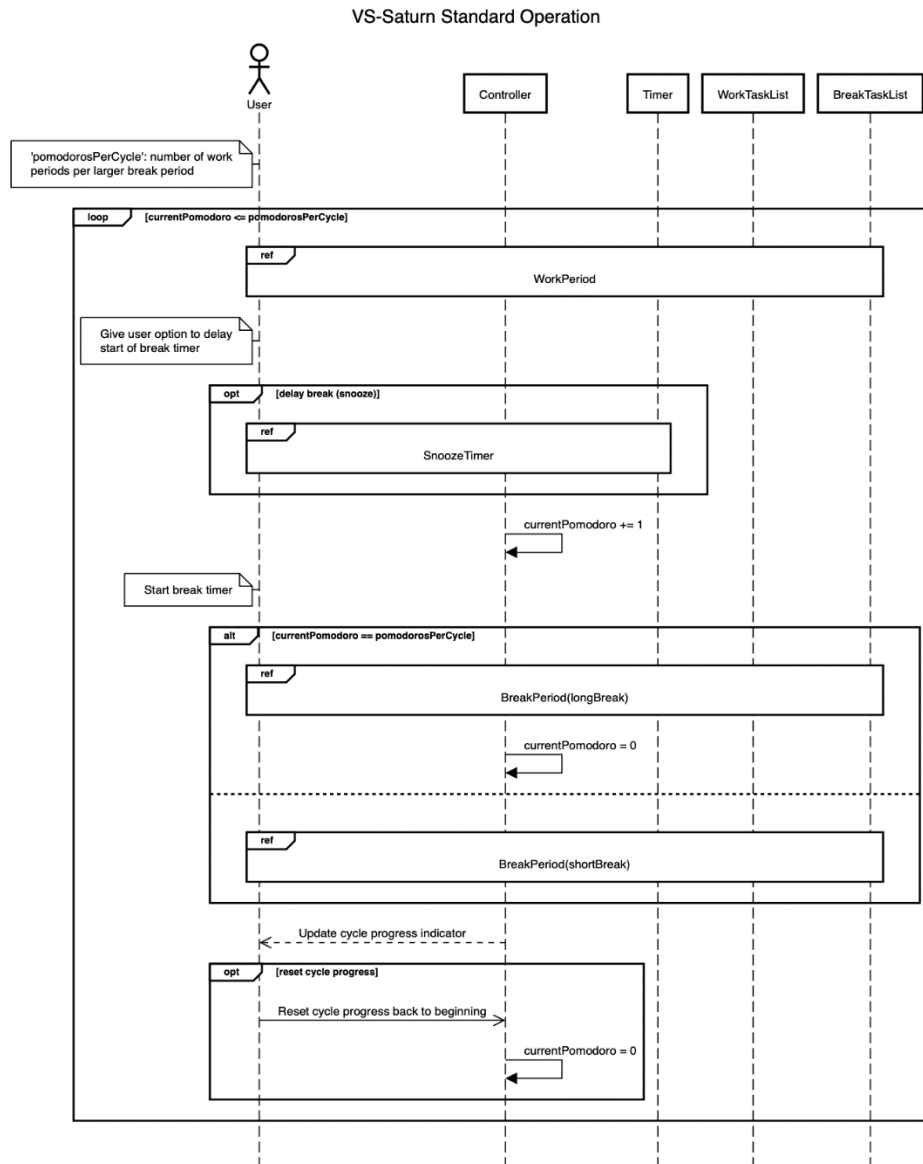 VS-Saturn Standard Operation
User
Controller
Timer
WorkTaskList
BreakTaskList
'pomodorosPerCycle': number of work
periods per larger break period
loop
[currentPomodoro <= pomodorosPerCycle]
ref
WorkPeriod
Give user option to delay
start of break timer
opt
[delay break (snooze)]
ref
SnoozeTimer
currentPomodoro += 1
Start break timer
alt
[currentPomodoro == pomodorosPerCycle]
ref
BreakPeriod(longBreak)
currentPomodoro = 0
ref
BreakPeriod(shortBreak)
Update cycle progress indicator
opt
[reset cycle progress]
Reset cycle progress back to beginning
currentPomodoro = 0